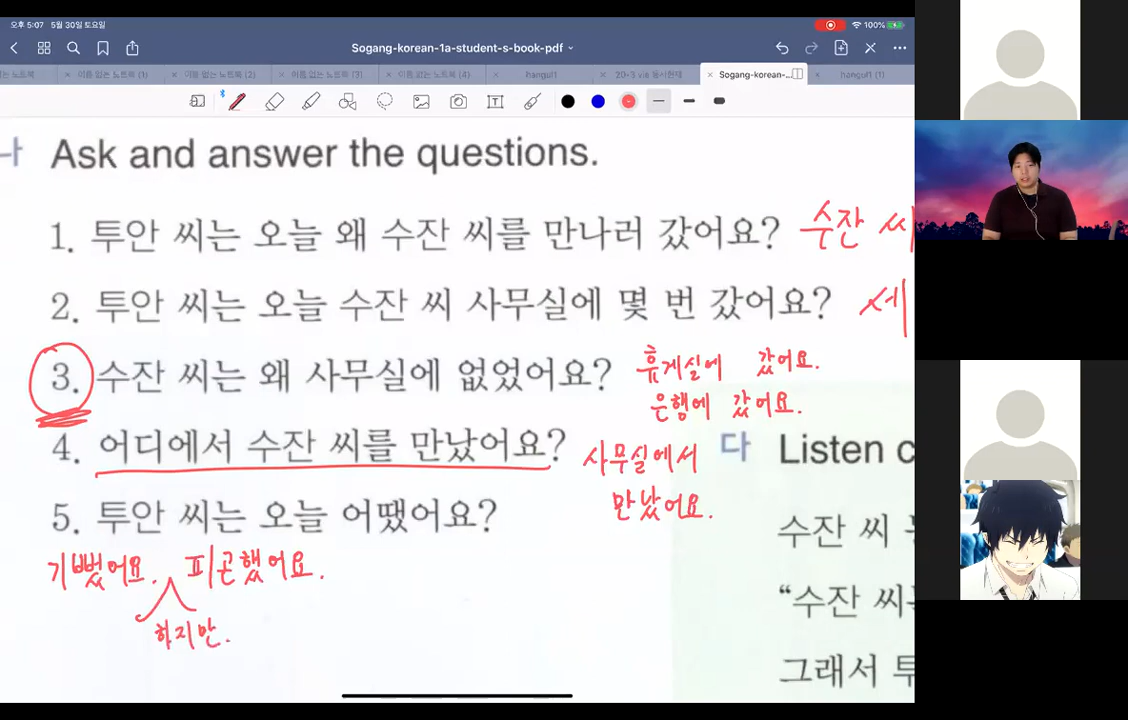 오후 5:07 5월 30일 토요일
100%
Sogang-korean-1a-student-s-book-pdf
는 노트북 이름 없는 노트북 (1) 이름 없는 노트북 (2) 이름 없는 노트북 (3) 이름 없는 노트북 (4) hangul1 20-3 Sogang-korean-... hangul1 (1)
나 Ask and answer the questions.
1. 투안 씨는 오늘 왜 수잔 씨를 만나러 갔어요? 수잔 씨
2. 투안 씨는 오늘 수잔 씨 사무실에 몇 번 갔어요? 세
3. 수잔 씨는 왜 사무실에 없었어요? 휴게실에 갔어요.
은행에 갔어요.
4. 어디에서 수잔 씨를 만났어요? 사무실에서
만났어요.
5. 투안 씨는 오늘 어땠어요?
기뻤어요. 피곤했어요.
하지만.
다 Listen c
수잔 씨
“수잔 씨
그래서 투